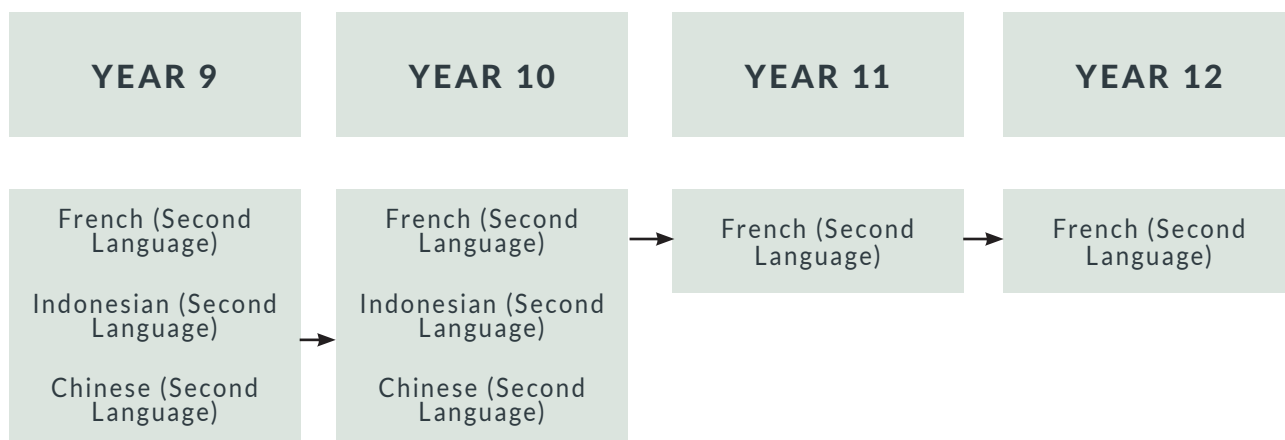 YEAR 9
YEAR 10
YEAR 11
YEAR 12
French (Second
Language)
Indonesian (Second
Language)
Chinese (Second
Language)
French (Second
Language)
Indonesian (Second
Language)
Chinese (Second
Language)
French (Second
Language)
French (Second
Language)